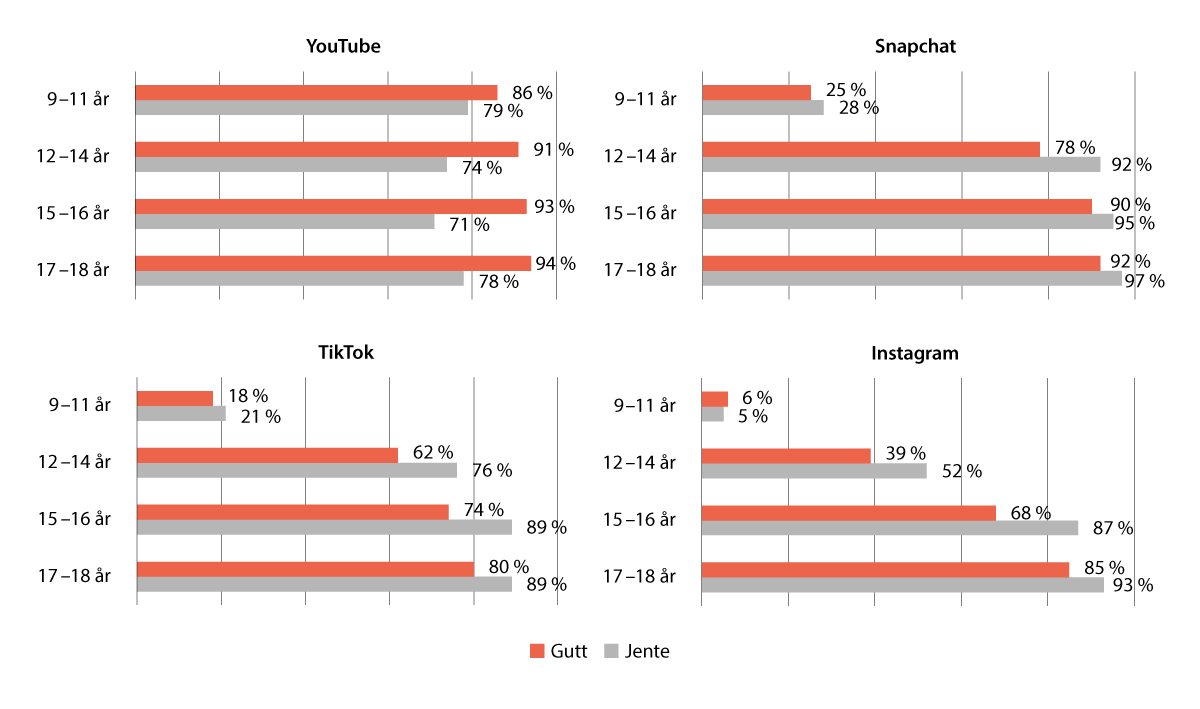 YouTube
9–11 år
86 %
79 %
12–14 år
91 %
74 %
15–16 år
93 %
71 %
17–18 år
94 %
78 %
Snapchat
9–11 år
25 %
28 %
12–14 år
78 %
92 %
15–16 år
90 %
95 %
17–18 år
92 %
97 %
TikTok
9–11 år
18 %
21 %
12–14 år
62 %
76 %
15–16 år
74 %
89 %
17–18 år
80 %
89 %
Instagram
9–11 år
6 %
5 %
12–14 år
39 %
52 %
15–16 år
68 %
87 %
17–18 år
85 %
93 %
Gutt Jente